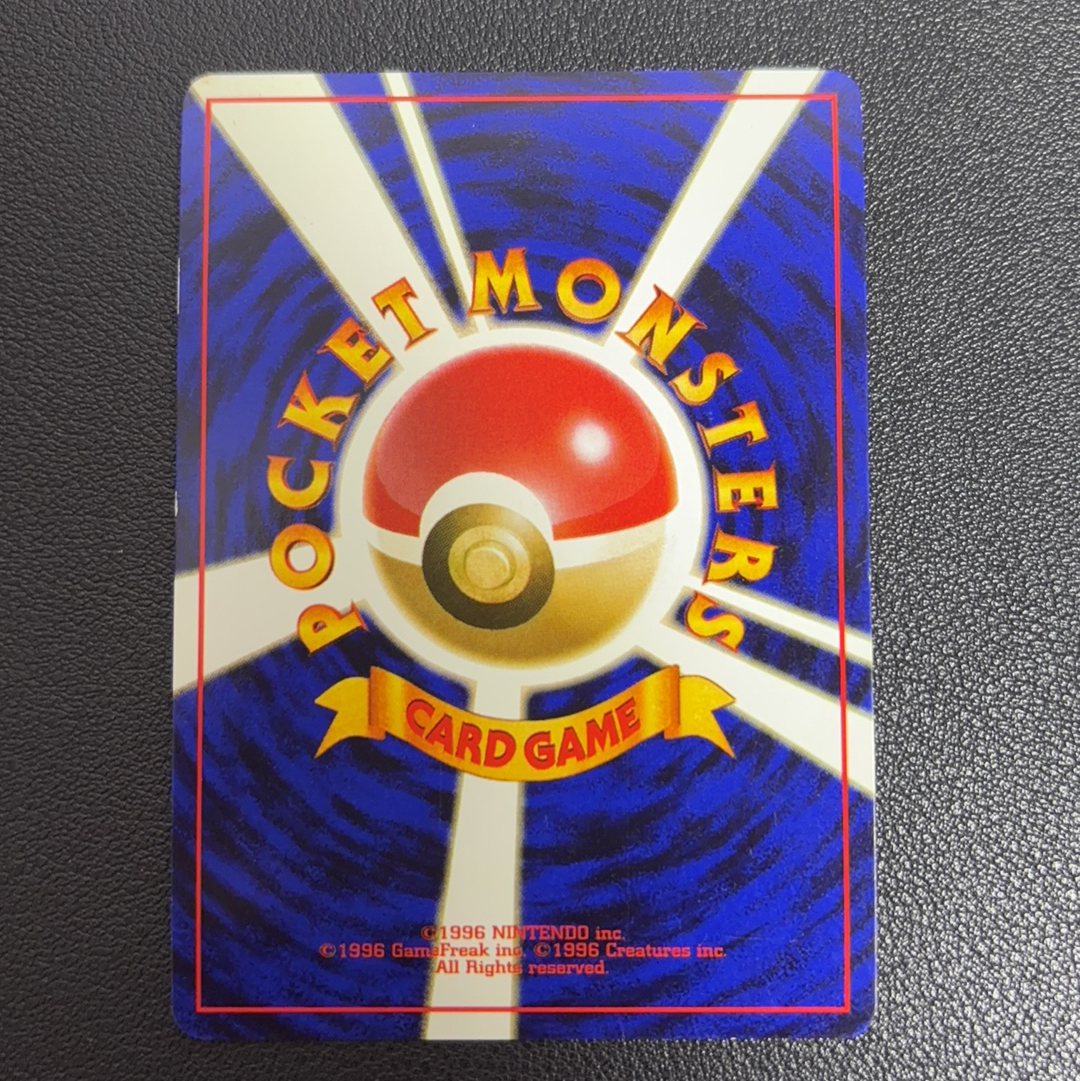 POCKET MONSTERS
CARD GAME
©1996 NINTENDO inc.
©1996 GameFreak inc. ©1996 Creatures inc.
All Rights reserved.